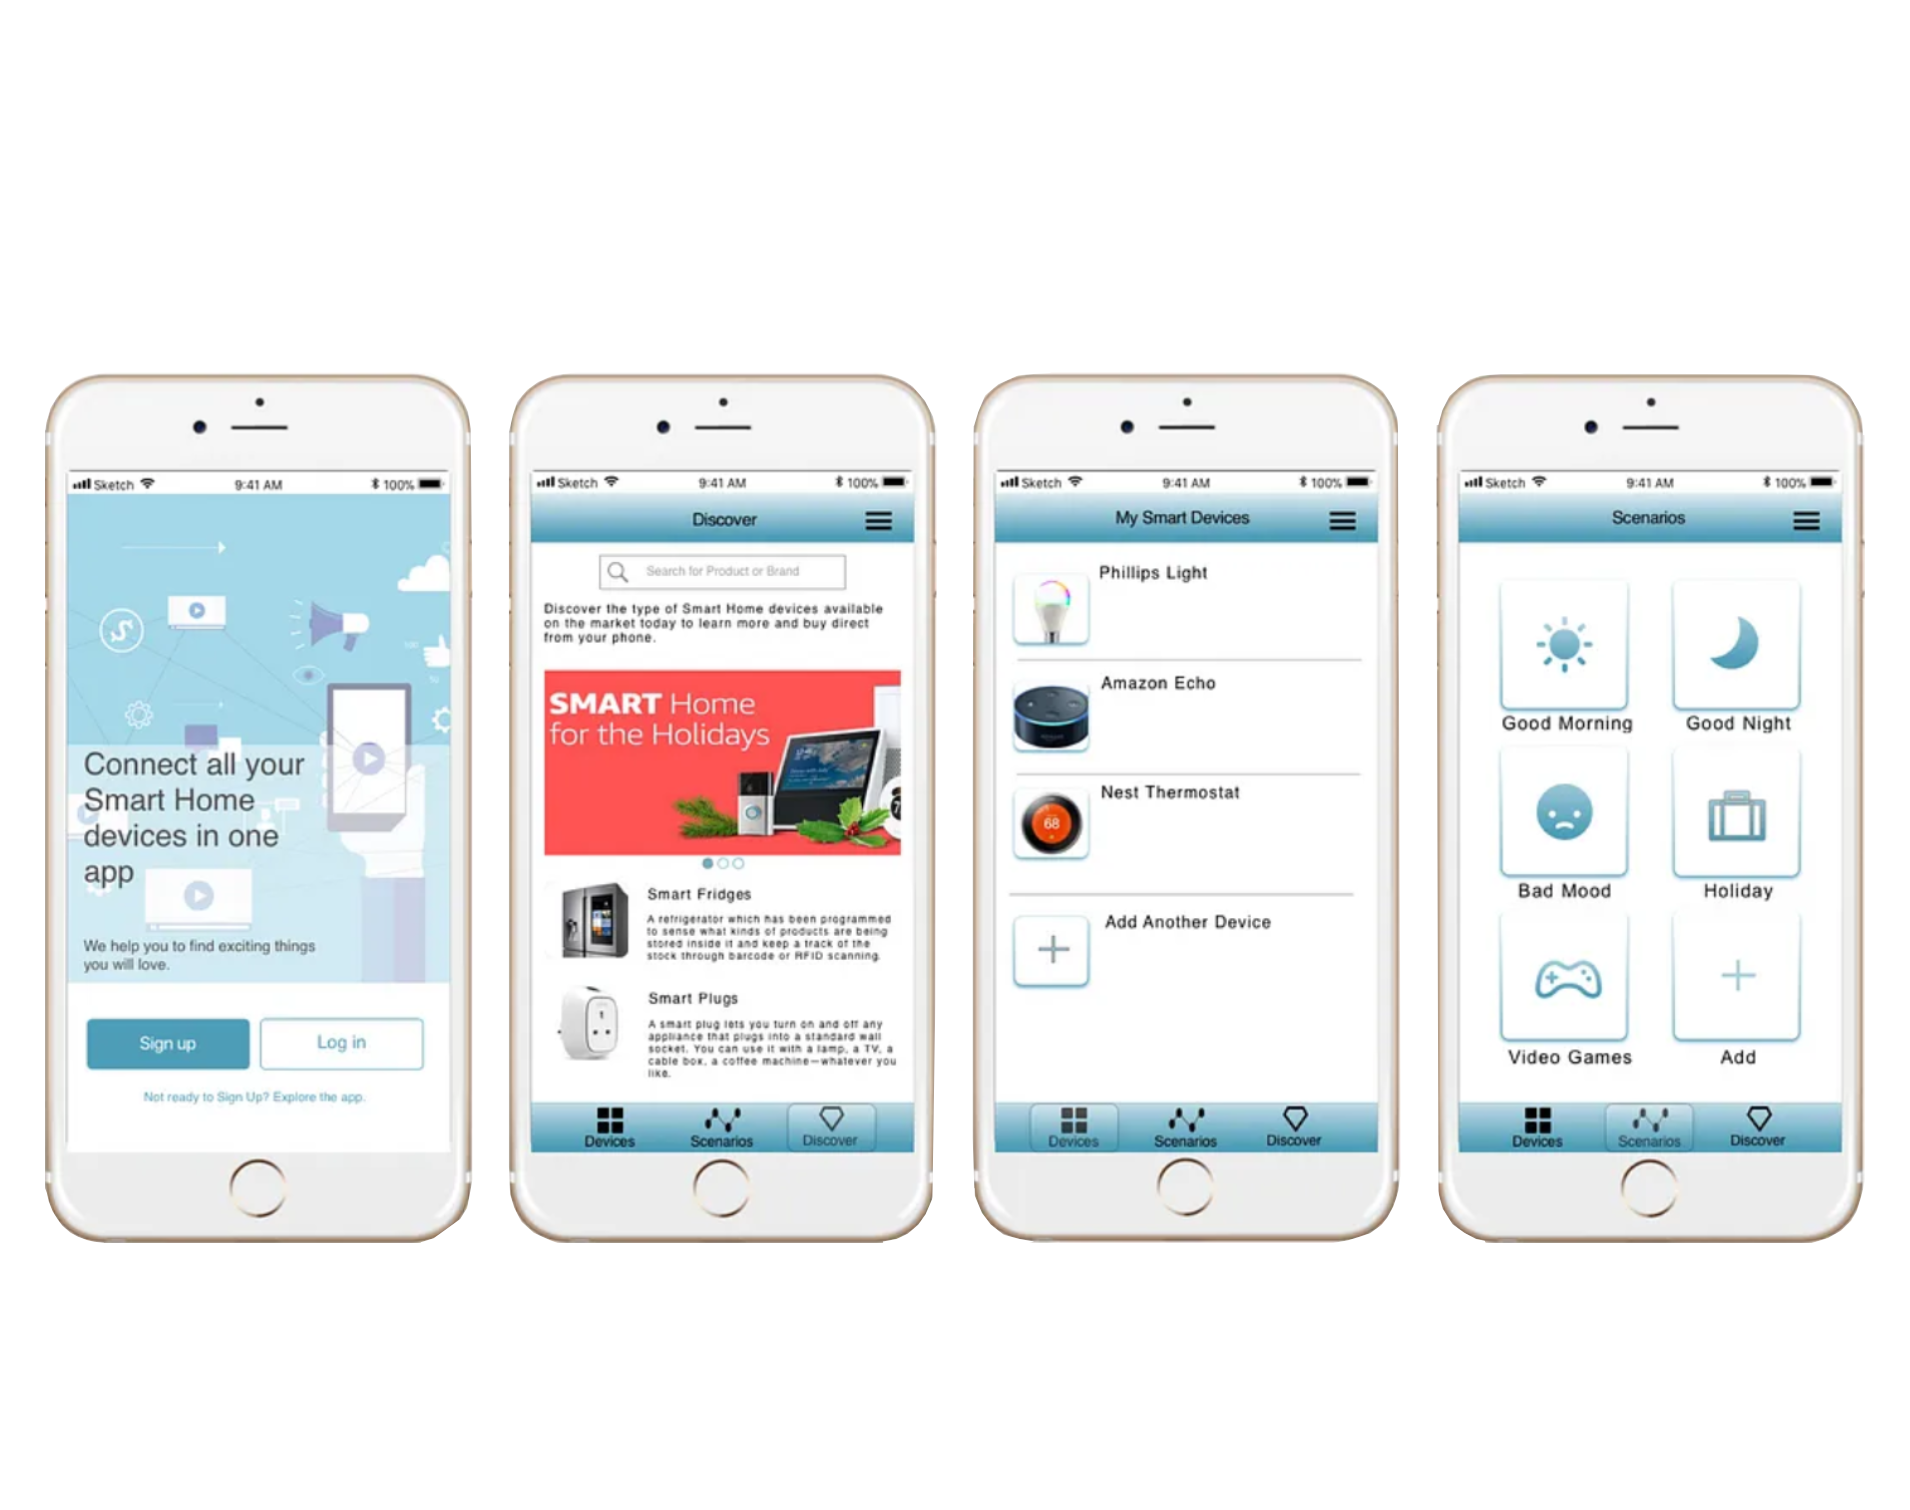 Sketch 9:41 AM 100%
Connect all your
Smart Home
devices in one
app
We help you to find exciting things
you will love.
Sign up Log in
Not ready to Sign Up? Explore the app.
Sketch 9:41 AM 100%
Discover
Search for Product or Brand
Discover the type of Smart Home devices available
on the market today to learn more and buy direct
from your phone.
SMART Home
for the Holidays
Smart Fridges
A refrigerator which has been programmed
to sense what kinds of products are being
stored inside it and keep a track of the
stock through barcode or RFID scanning.
Smart Plugs
A smart plug lets you turn on and off any
appliance that plugs into a standard wall
socket. You can use it with a lamp, a TV, a
cable box, a coffee machine—whatever you
like.
Devices Scenarios Discover
Sketch 9:41 AM 100%
My Smart Devices
Phillips Light
Amazon Echo
Nest Thermostat
68
Add Another Device
Devices Scenarios Discover
Sketch 9:41 AM 100%
Scenarios
Good Morning Good Night
Bad Mood Holiday
Video Games Add
Devices Scenarios Discover